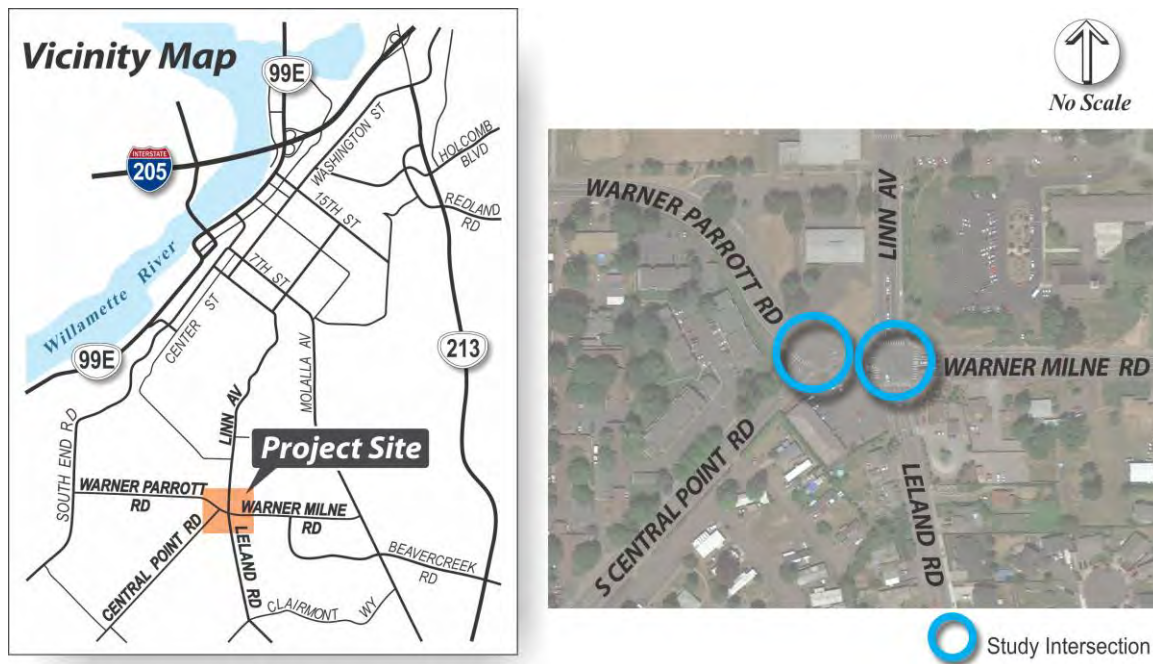 Vicinity Map
99E
INTERSTATE
205
WASHINGTON ST
HOLCOMB
BLVD
15TH ST
REDLAND
RD
7TH ST
Willamette River
CENTER ST
99E
MOLALLA AV
213
LINN AV
SOUTH END RD
Project Site
WARNER PARROTT
RD
WARNER MILNE
RD
CENTRAL POINT RD
LELAND RD
BEAVERCREEK
RD
CLAIRMONT WY
No Scale
WARNER PARROTT RD
LINN AV
WARNER MILNE RD
S CENTRAL POINT RD
LELAND RD
Study Intersection